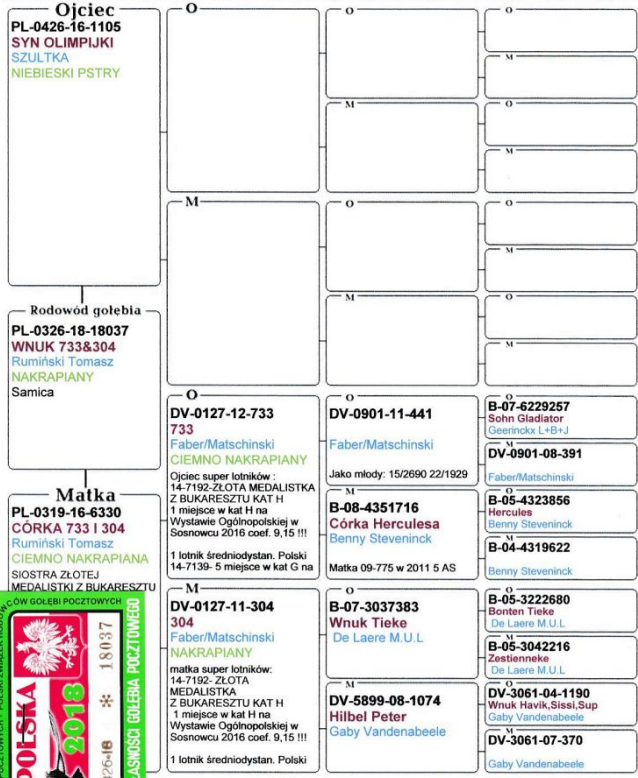 Ojciec
PL-0426-16-1105
SYN OLIMPIJKI
SZULTKA
NIEBIESKI PSTRY
Rodowód gołębia
PL-0326-18-18037
WNUK 733&304
Rumiński Tomasz
NAKRAPIANY
Samica
Matka
PL-0319-16-6330
CÓRKA 733 I 304
Rumiński Tomasz
CIEMNO NAKRAPIANA
SIOSTRA ZŁOTEJ
MEDALISTKI Z BUKARESZTU
O
M
O
DV-0127-12-733
733
Faber/Matschinski
CIEMNO NAKRAPIANY
Ojciec super lotników :
14-7192-ZŁOTA MEDALISTKA
Z BUKARESZTU KAT H
1 miejsce w kat H na
Wystawie Ogólnopolskiej w
Sosnowcu 2016 coef. 9,15 !!!
1 lotnik średniodystan. Polski
14-7139- 5 miejsce w kat G na
M
DV-0127-11-304
304
Faber/Matschinski
NAKRAPIANY
matka super lotników:
14-7192- ZŁOTA
MEDALISTKA
Z BUKARESZTU KAT H
1 miejsce w kat H na
Wystawie Ogólnopolskiej w
Sosnowcu 2016 coef. 9,15 !!!
1 lotnik średniodystan. Polski
O
M
O
M
O
DV-0901-11-441
Faber/Matschinski
Jako młody: 15/2690 22/1929
M
B-08-4351716
Córka Herculesa
Benny Steveninck
Matka 09-775 w 2011 5 AS
O
B-07-3037383
Wnuk Tieke
De Laere M.U.L
M
DV-5899-08-1074
Hilbel Peter
Gaby Vandenabeele
O
M
O
M
O
M
O
M
O
B-07-6229257
Sohn Gladiator
Geerinckx L+B+J
M
DV-0901-08-391
Faber/Matschinski
O
B-05-4323856
Hercules
Benny Steveninck
M
B-04-4319622
Benny Steveninck
O
B-05-3222680
Bonten Tieke
De Laere M.U.L
M
B-05-3042216
Zestienneke
De Laere M.U.L
O
DV-3061-04-1190
Wnuk Havik,Sissi,Sup
Gaby Vandenabeele
M
DV-3061-07-370
Gaby Vandenabeele
POLSKA
2018
18037
GOŁĘBI POCZTOWYCH
GOŁĘBIA POCZTOWEGO